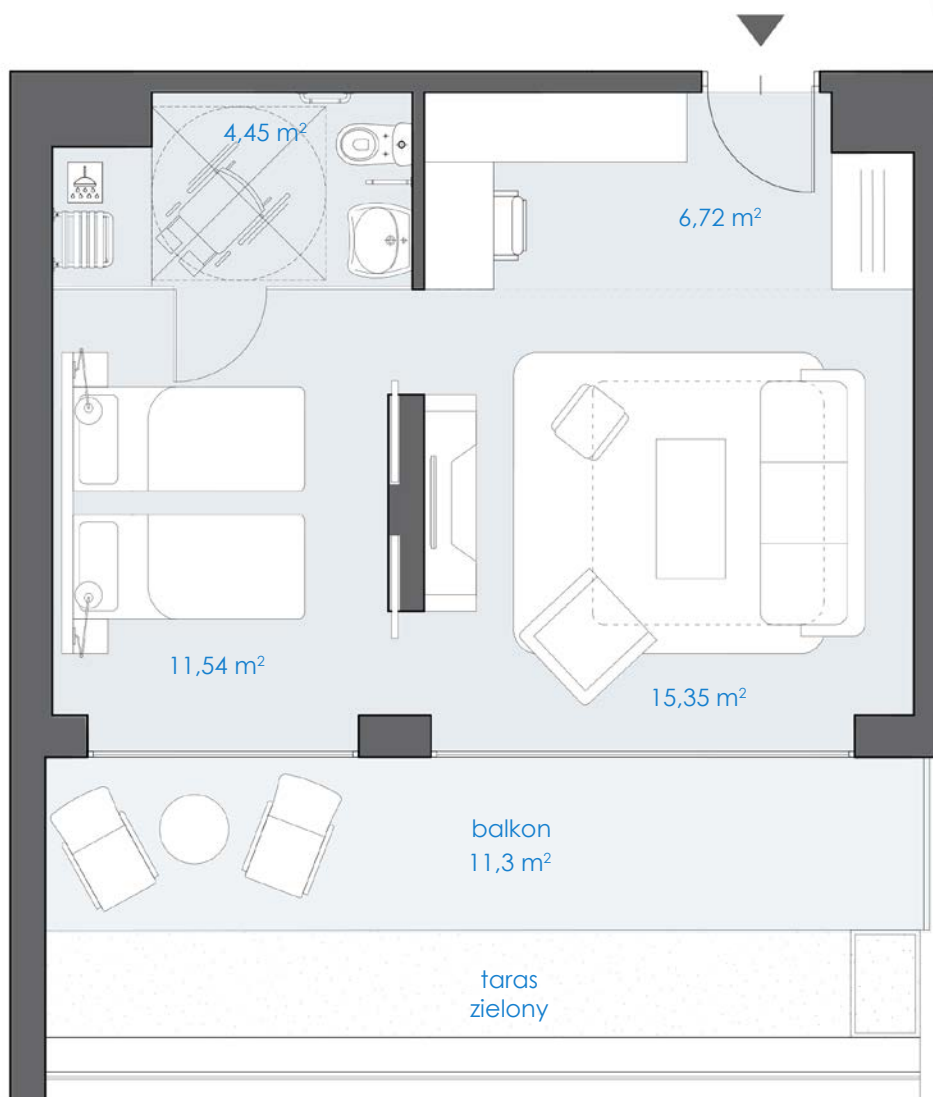 4,45 m²
6,72 m²
11,54 m²
15,35 m²
balkon
11,3 m²
taras
zielony